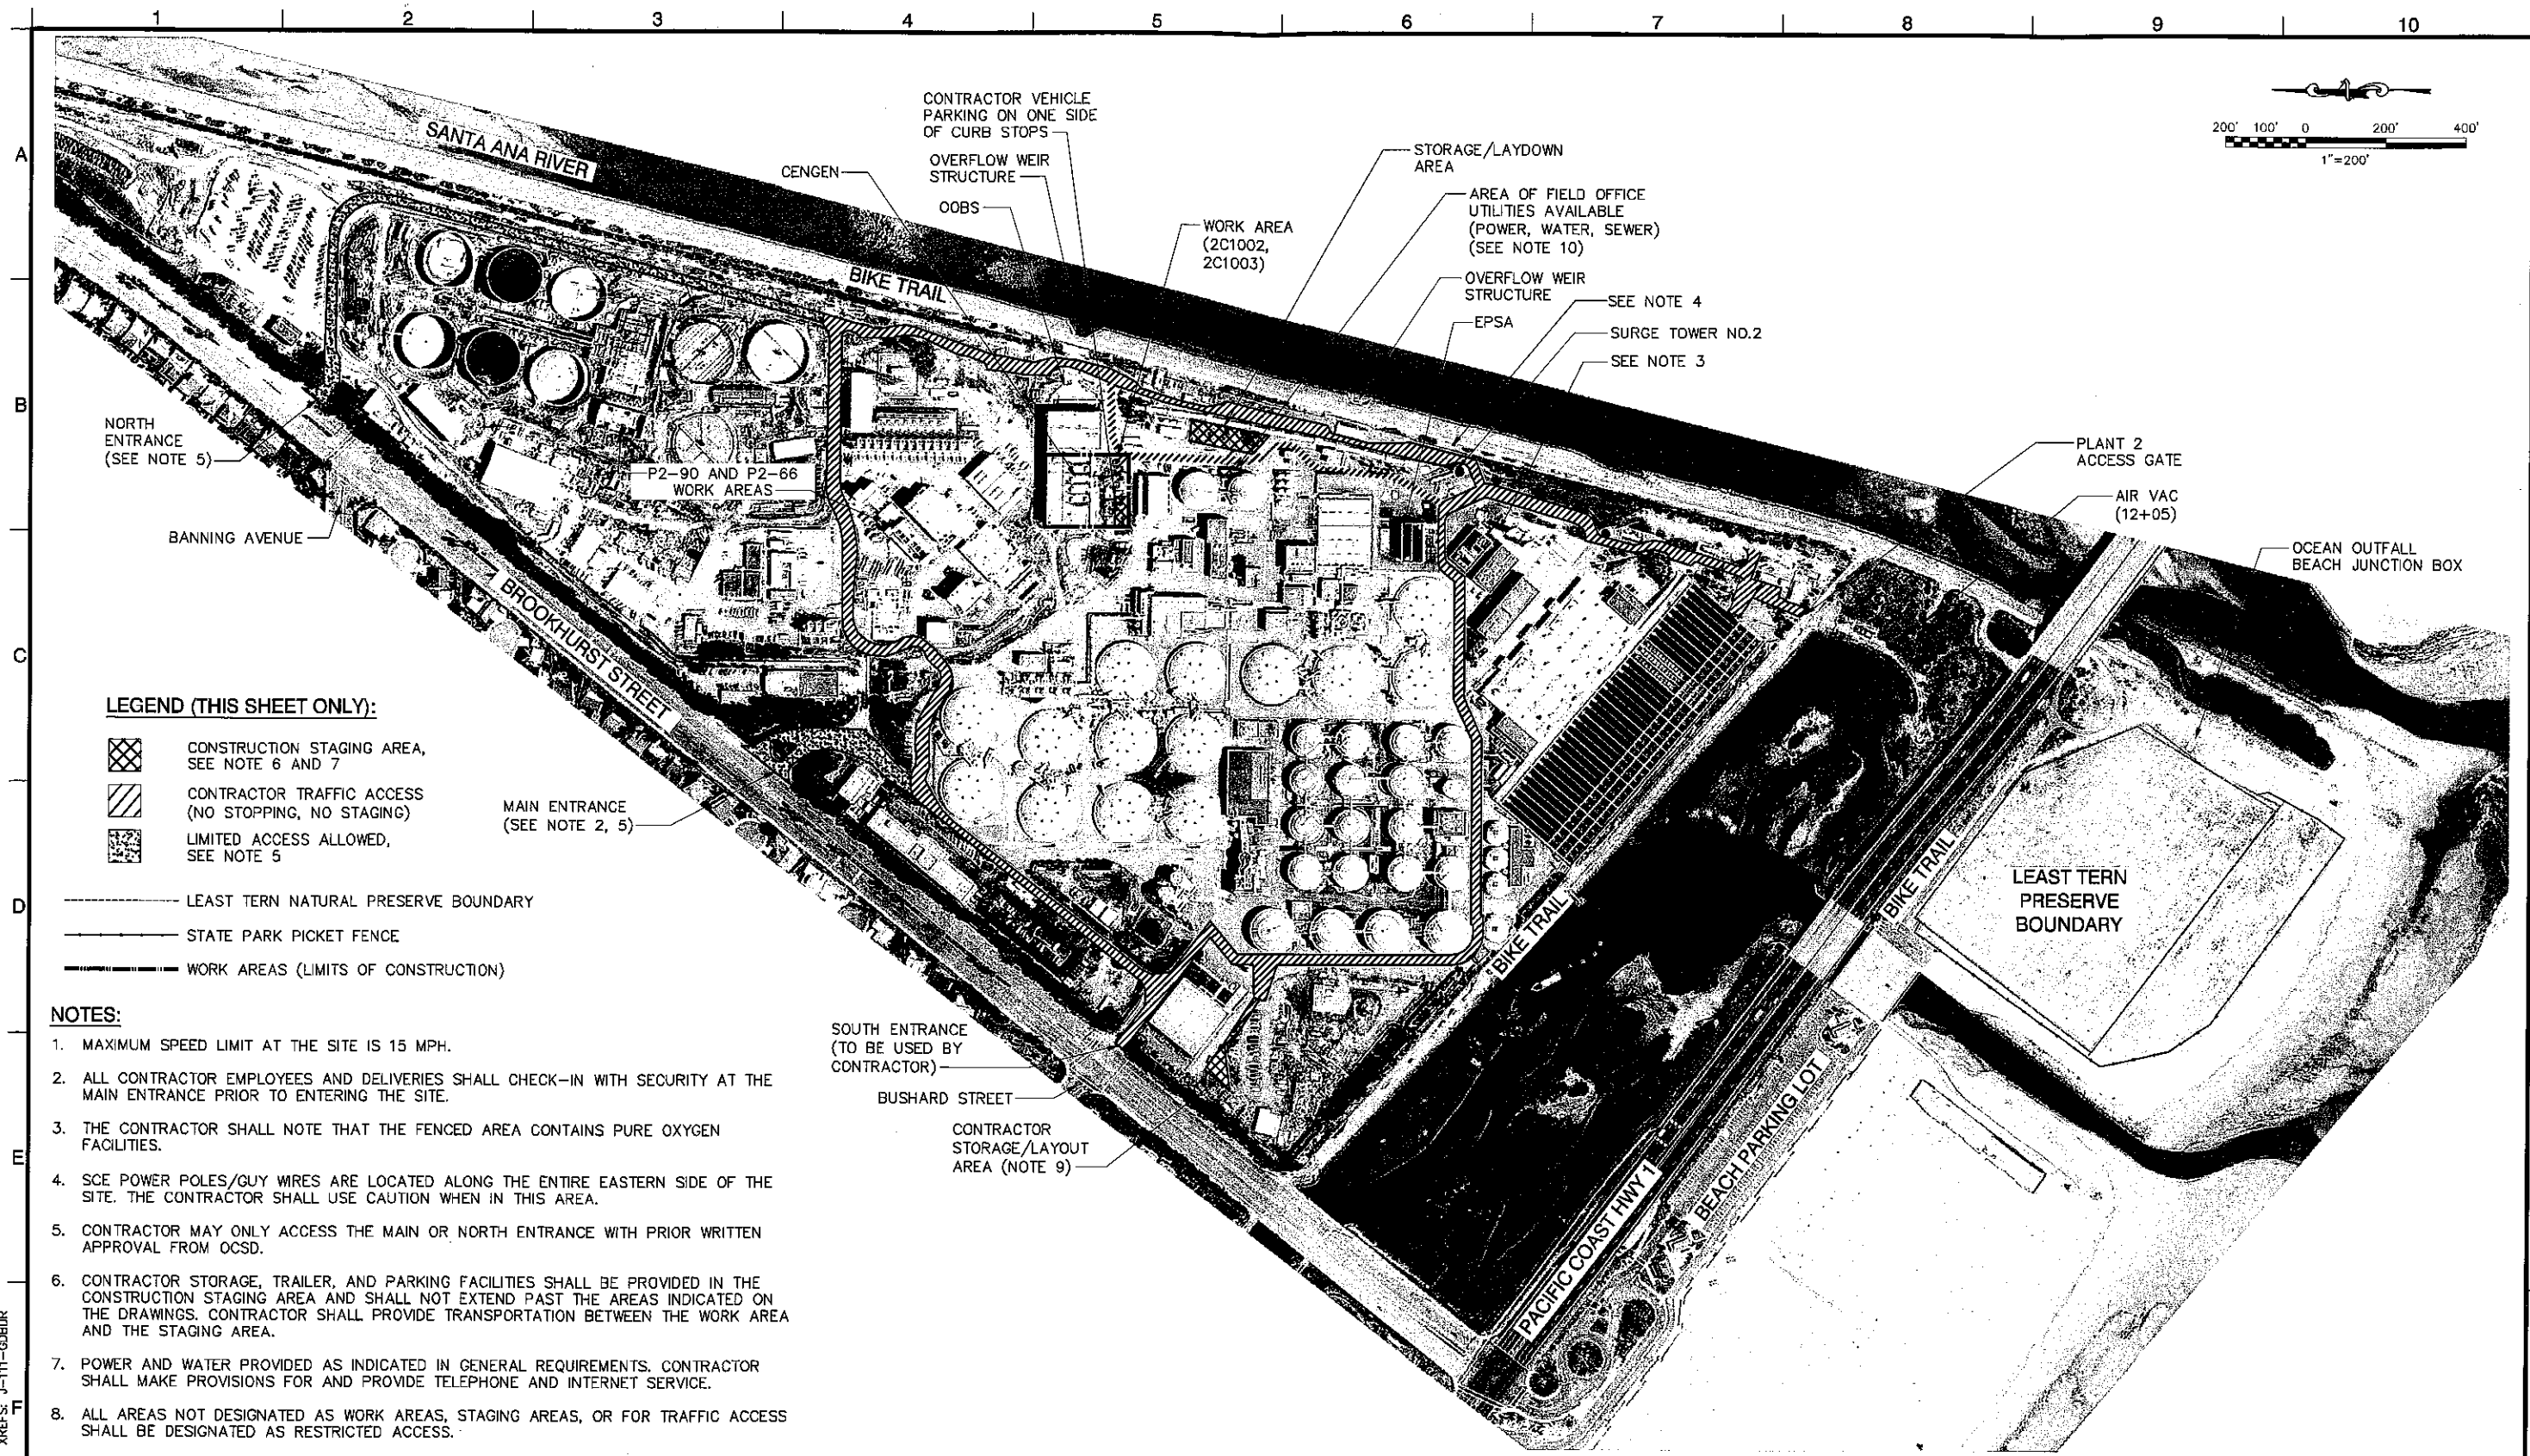 1 2 3 4 5 6 7 8 9 10
A
B
C
D
E
F
200' 100' 0 200' 400'
1"=200'
CONTRACTOR VEHICLE
PARKING ON ONE SIDE
OF CURB STOPS
OVERFLOW WEIR
STRUCTURE
CENGEN
OOBS
STORAGE/LAYDOWN
AREA
AREA OF FIELD OFFICE
UTILITIES AVAILABLE
(POWER, WATER, SEWER)
(SEE NOTE 10)
WORK AREA
(2C1002,
2C1003)
OVERFLOW WEIR
STRUCTURE
SEE NOTE 4
EPSA
SURGE TOWER NO.2
SEE NOTE 3
SANTA ANA RIVER
BIKE TRAIL
NORTH
ENTRANCE
(SEE NOTE 5)
P2-90 AND P2-66
WORK AREAS
BANNING AVENUE
BROOKHURST STREET
PLANT 2
ACCESS GATE
AIR VAC
(12+05)
OCEAN OUTFALL
BEACH JUNCTION BOX
MAIN ENTRANCE
(SEE NOTE 2, 5)
BIKE TRAIL
BIKE TRAIL
LEAST TERN
PRESERVE
BOUNDARY
SOUTH ENTRANCE
(TO BE USED BY
CONTRACTOR)
BUSHARD STREET
CONTRACTOR
STORAGE/LAYOUT
AREA (NOTE 9)
PACIFIC COAST HWY 1
BEACH PARKING LOT
LEGEND (THIS SHEET ONLY):
CONSTRUCTION STAGING AREA,
SEE NOTE 6 AND 7
CONTRACTOR TRAFFIC ACCESS
(NO STOPPING, NO STAGING)
LIMITED ACCESS ALLOWED,
SEE NOTE 5
LEAST TERN NATURAL PRESERVE BOUNDARY
STATE PARK PICKET FENCE
WORK AREAS (LIMITS OF CONSTRUCTION)
NOTES:
1. MAXIMUM SPEED LIMIT AT THE SITE IS 15 MPH.
2. ALL CONTRACTOR EMPLOYEES AND DELIVERIES SHALL CHECK-IN WITH SECURITY AT THE
MAIN ENTRANCE PRIOR TO ENTERING THE SITE.
3. THE CONTRACTOR SHALL NOTE THAT THE FENCED AREA CONTAINS PURE OXYGEN
FACILITIES.
4. SCE POWER POLES/GUY WIRES ARE LOCATED ALONG THE ENTIRE EASTERN SIDE OF THE
SITE. THE CONTRACTOR SHALL USE CAUTION WHEN IN THIS AREA.
5. CONTRACTOR MAY ONLY ACCESS THE MAIN OR NORTH ENTRANCE WITH PRIOR WRITTEN
APPROVAL FROM OCSD.
6. CONTRACTOR STORAGE, TRAILER, AND PARKING FACILITIES SHALL BE PROVIDED IN THE
CONSTRUCTION STAGING AREA AND SHALL NOT EXTEND PAST THE AREAS INDICATED ON
THE DRAWINGS. CONTRACTOR SHALL PROVIDE TRANSPORTATION BETWEEN THE WORK AREA
AND THE STAGING AREA.
7. POWER AND WATER PROVIDED AS INDICATED IN GENERAL REQUIREMENTS. CONTRACTOR
SHALL MAKE PROVISIONS FOR AND PROVIDE TELEPHONE AND INTERNET SERVICE.
8. ALL AREAS NOT DESIGNATED AS WORK AREAS, STAGING AREAS, OR FOR TRAFFIC ACCESS
SHALL BE DESIGNATED AS RESTRICTED ACCESS.